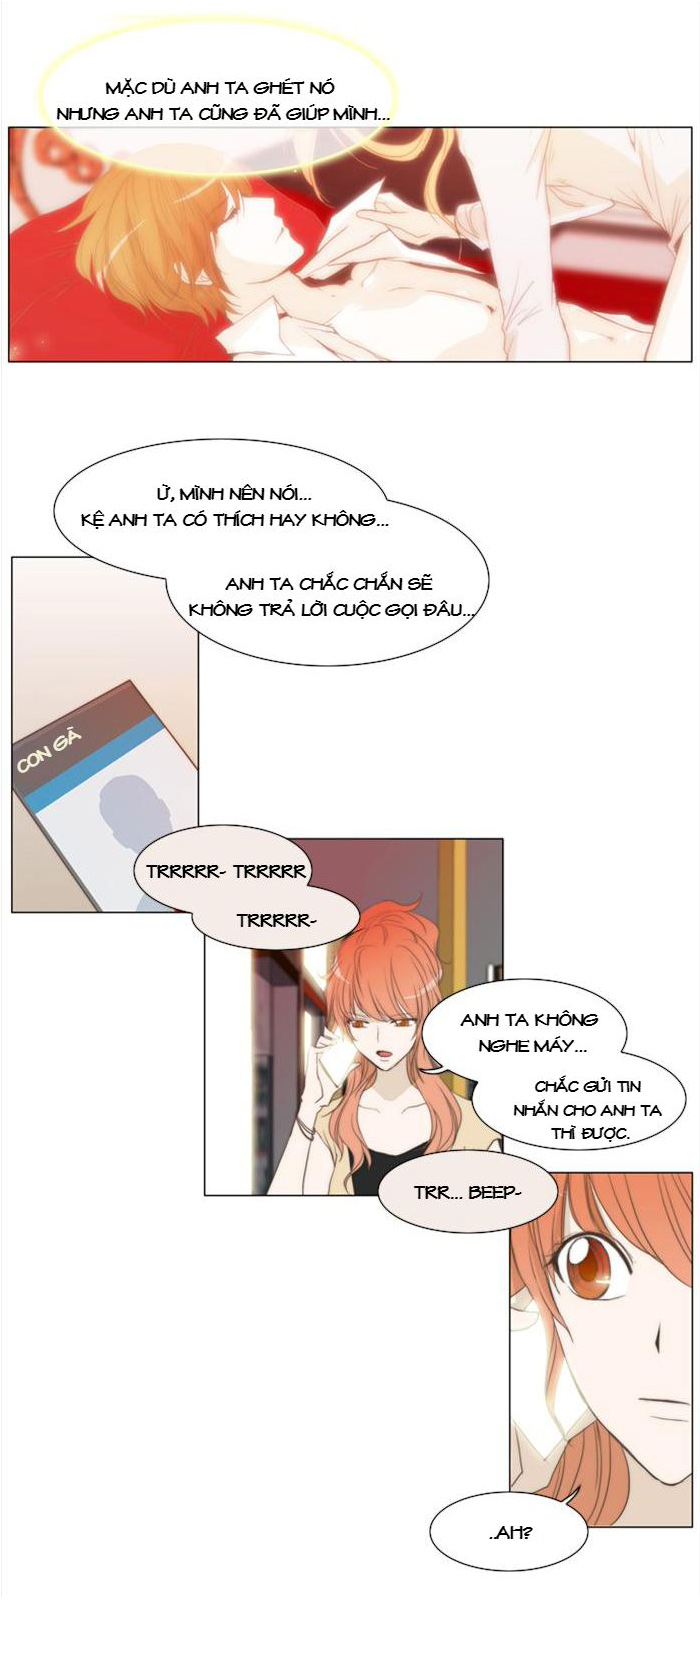 MẶC DÙ ANH TA GHÉT NÓ
NHƯNG ANH TA CŨNG ĐÃ GIÚP MÌNH...
Ừ, MÌNH NÊN NÓI...
KỆ ANH TA CÓ THÍCH HAY KHÔNG...
ANH TA CHẮC CHẮN SẼ
KHÔNG TRẢ LỜI CUỘC GỌI ĐÂU...
CON GÀ
TRRRRR- TRRRRR
TRRRRR-
ANH TA KHÔNG
NGHE MÁY...
CHẮC GỬI TIN
NHẮN CHO ANH TA
THÌ ĐƯỢC.
TRR... BEEP-
..AH?